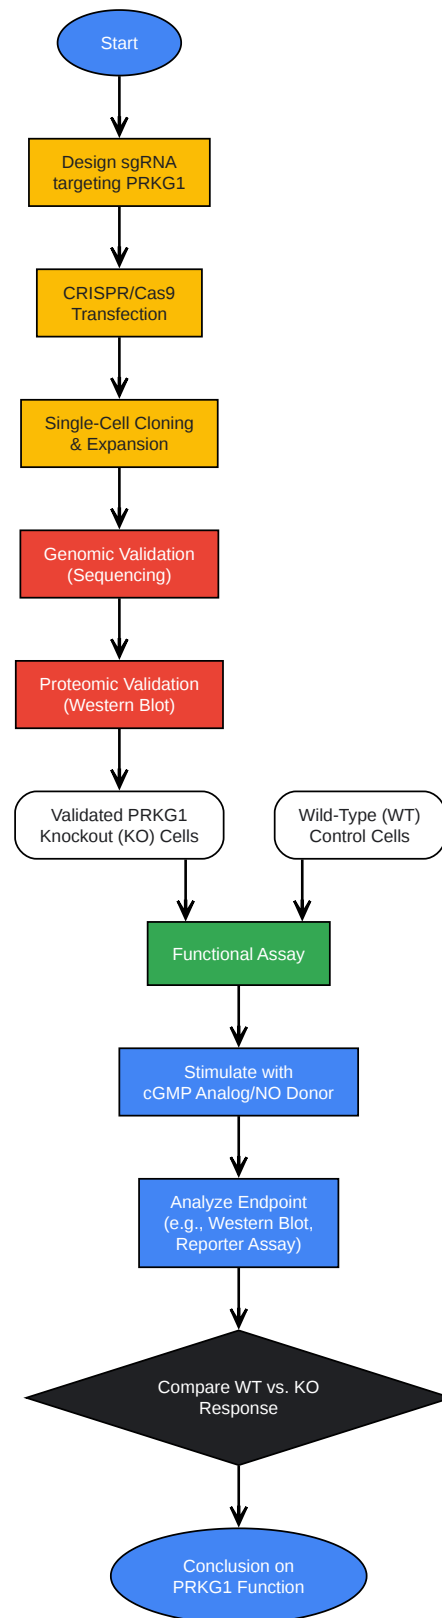 Start
Design sgRNA
targeting PRKG1
CRISPR/Cas9
Transfection
Single-Cell Cloning
& Expansion
Genomic Validation
(Sequencing)
Proteomic Validation
(Western Blot)
Validated PRKG1
Knockout (KO) Cells
Wild-Type (WT)
Control Cells
Functional Assay
Stimulate with
cGMP Analog/NO Donor
Analyze Endpoint
(e.g., Western Blot,
Reporter Assay)
Compare WT vs. KO
Response
Conclusion on
PRKG1 Function